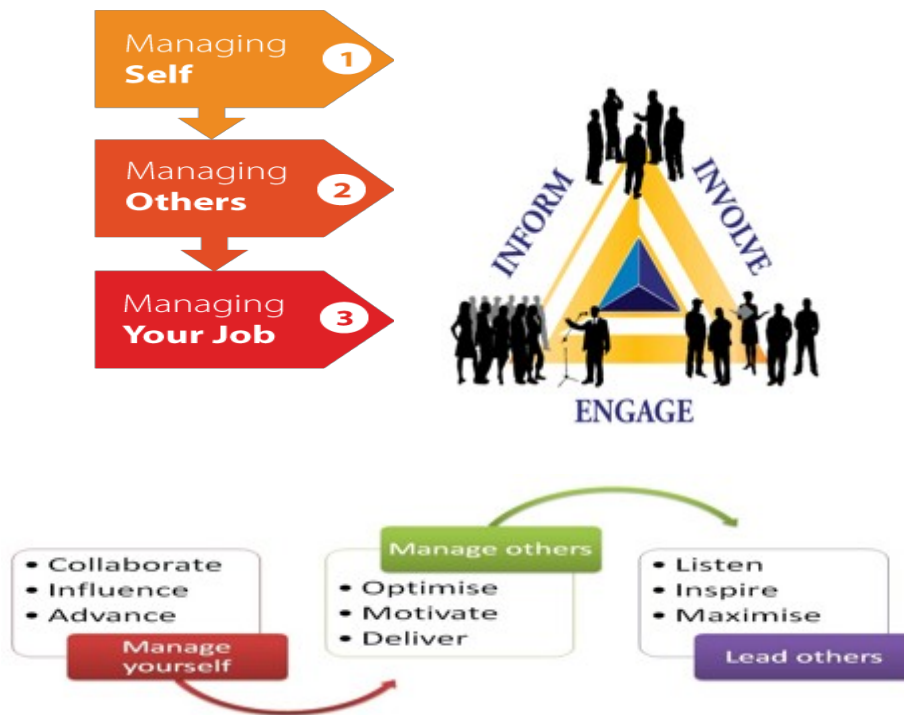 Managing
Self
1
Managing
Others
2
Managing
Your Job
3
INFORM
INVOLVE
ENGAGE
• Collaborate
• Influence
• Advance
Manage
yourself
Manage others
• Optimise
• Motivate
• Deliver
• Listen
• Inspire
• Maximise
Lead others